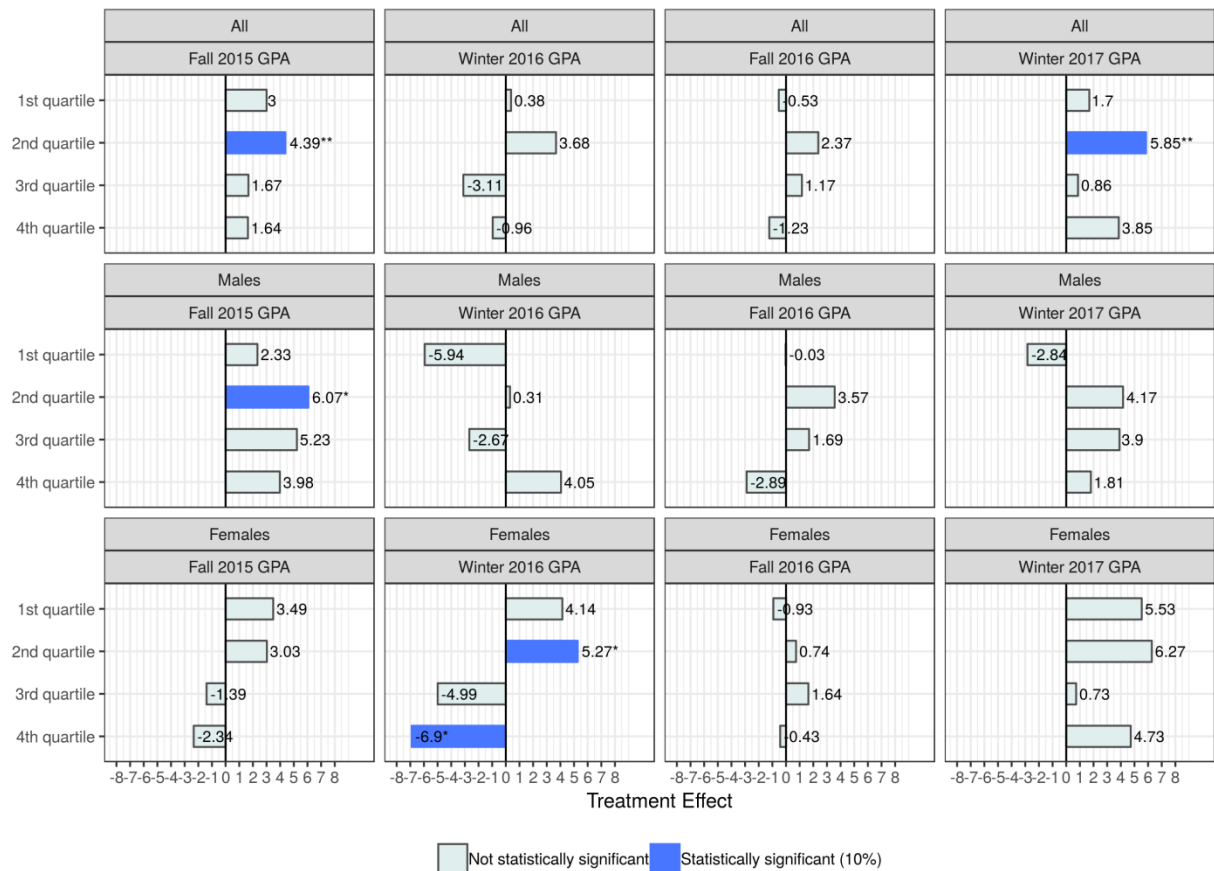 All All All All
Fall 2015 GPA Winter 2016 GPA Fall 2016 GPA Winter 2017 GPA
1st quartile 3 0.38 -0.53 1.7
2nd quartile 4.39** 3.68 2.37 5.85**
3rd quartile 1.67 -3.11 1.17 0.86
4th quartile 1.64 -0.96 -1.23 3.85
Males Males Males Males
Fall 2015 GPA Winter 2016 GPA Fall 2016 GPA Winter 2017 GPA
1st quartile 2.33 -5.94 -0.03 -2.84
2nd quartile 6.07* 0.31 3.57 4.17
3rd quartile 5.23 -2.67 1.69 3.9
4th quartile 3.98 4.05 -2.89 1.81
Females Females Females Females
Fall 2015 GPA Winter 2016 GPA Fall 2016 GPA Winter 2017 GPA
1st quartile 3.49 4.14 -0.93 5.53
2nd quartile 3.03 5.27* 0.74 6.27
3rd quartile -1.39 -4.99 1.64 0.73
4th quartile -2.34 -6.9* -0.43 4.73
-8 -7 -6 -5 -4 -3 -2 -1 0 1 2 3 4 5 6 7 8 -8 -7 -6 -5 -4 -3 -2 -1 0 1 2 3 4 5 6 7 8 -8 -7 -6 -5 -4 -3 -2 -1 0 1 2 3 4 5 6 7 8 -8 -7 -6 -5 -4 -3 -2 -1 0 1 2 3 4 5 6 7 8
Treatment Effect
Not statistically significant Statistically significant (10%)